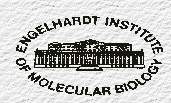 ENGELHARDT INSTITUTE
OF MOLECULAR BIOLOGY